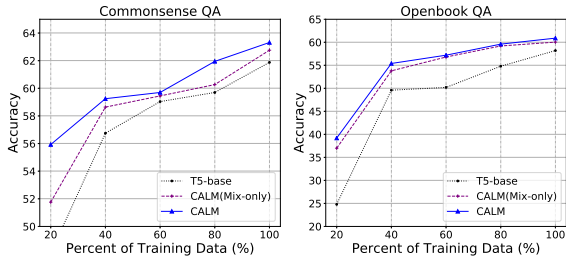 Commonsense QA
Accuracy
64
62
60
58
56
54
52
50
20
40
60
80
100
Percent of Training Data (%)
T5-base
CALM(Mix-only)
CALM
Openbook QA
Accuracy
65
60
55
50
45
40
35
30
25
20
20
40
60
80
100
Percent of Training Data (%)
T5-base
CALM(Mix-only)
CALM